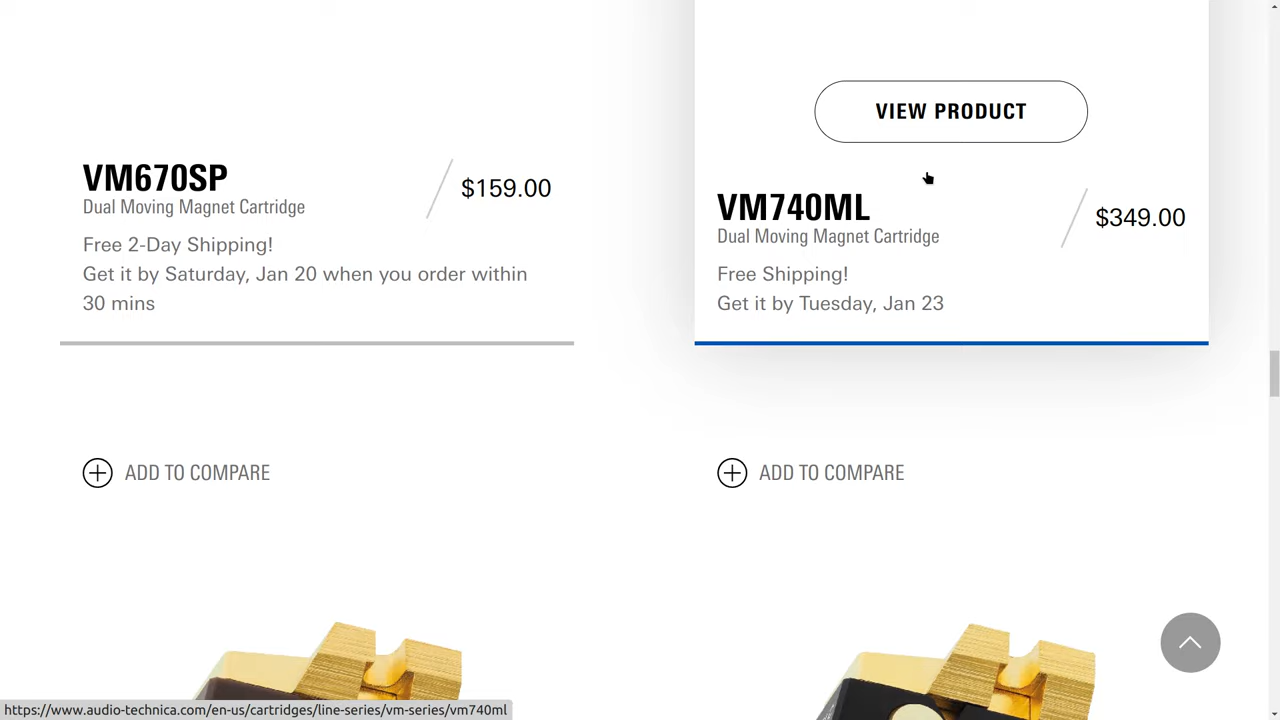 VIEW PRODUCT
VM670SP
Dual Moving Magnet Cartridge
$159.00
Free 2-Day Shipping!
Get it by Saturday, Jan 20 when you order within
30 mins
VM740ML
Dual Moving Magnet Cartridge
$349.00
Free Shipping!
Get it by Tuesday, Jan 23
ADD TO COMPARE
ADD TO COMPARE
https://www.audio-technica.com/en-us/cartridges/line-series/vm-series/vm740ml